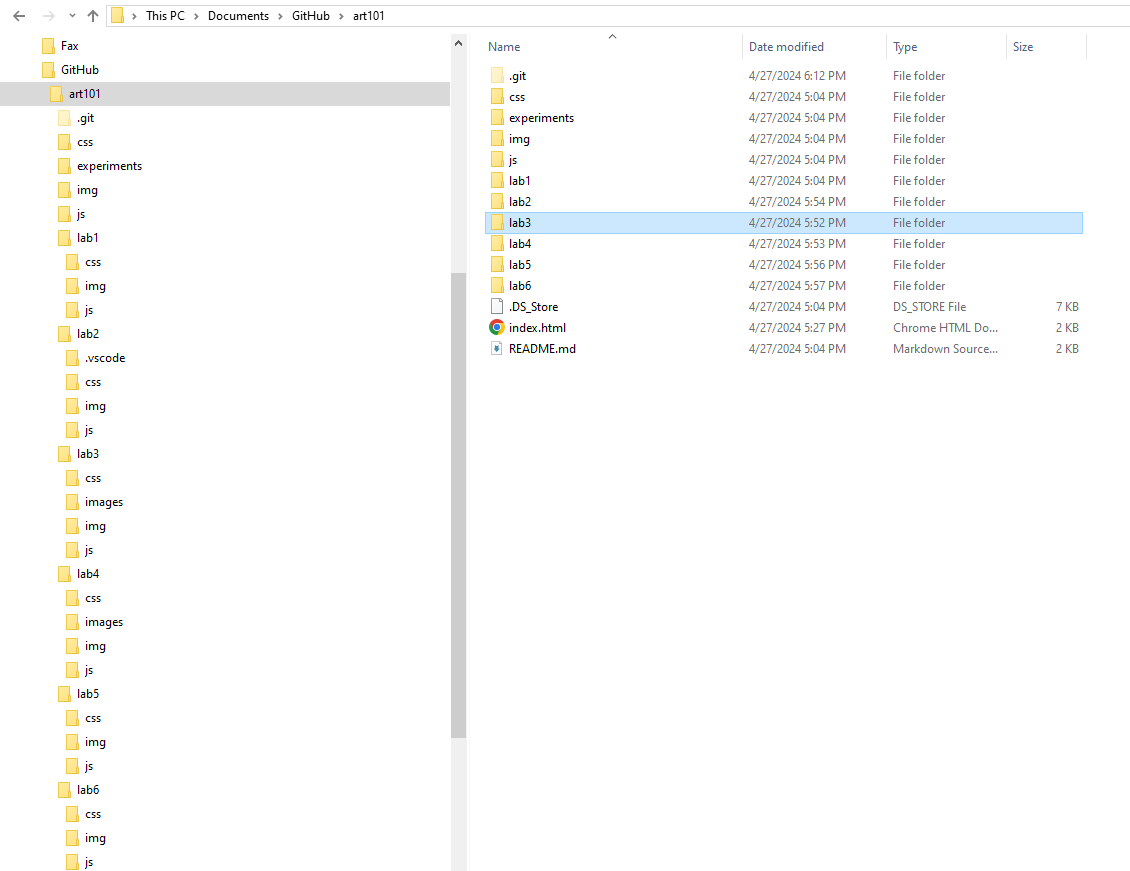 This PC > Documents > GitHub > art101
Fax
GitHub
art101
.git
css
experiments
img
js
lab1
css
img
js
lab2
.vscode
css
img
js
lab3
css
images
img
js
lab4
css
images
img
js
lab5
css
img
js
lab6
css
img
js
Name Date modified Type Size
.git 4/27/2024 6:12 PM File folder
css 4/27/2024 5:04 PM File folder
experiments 4/27/2024 5:04 PM File folder
img 4/27/2024 5:04 PM File folder
js 4/27/2024 5:04 PM File folder
lab1 4/27/2024 5:04 PM File folder
lab2 4/27/2024 5:54 PM File folder
lab3 4/27/2024 5:52 PM File folder
lab4 4/27/2024 5:53 PM File folder
lab5 4/27/2024 5:56 PM File folder
lab6 4/27/2024 5:57 PM File folder
.DS_Store 4/27/2024 5:04 PM DS_STORE File 7 KB
index.html 4/27/2024 5:27 PM Chrome HTML Do... 2 KB
README.md 4/27/2024 5:04 PM Markdown Source... 2 KB